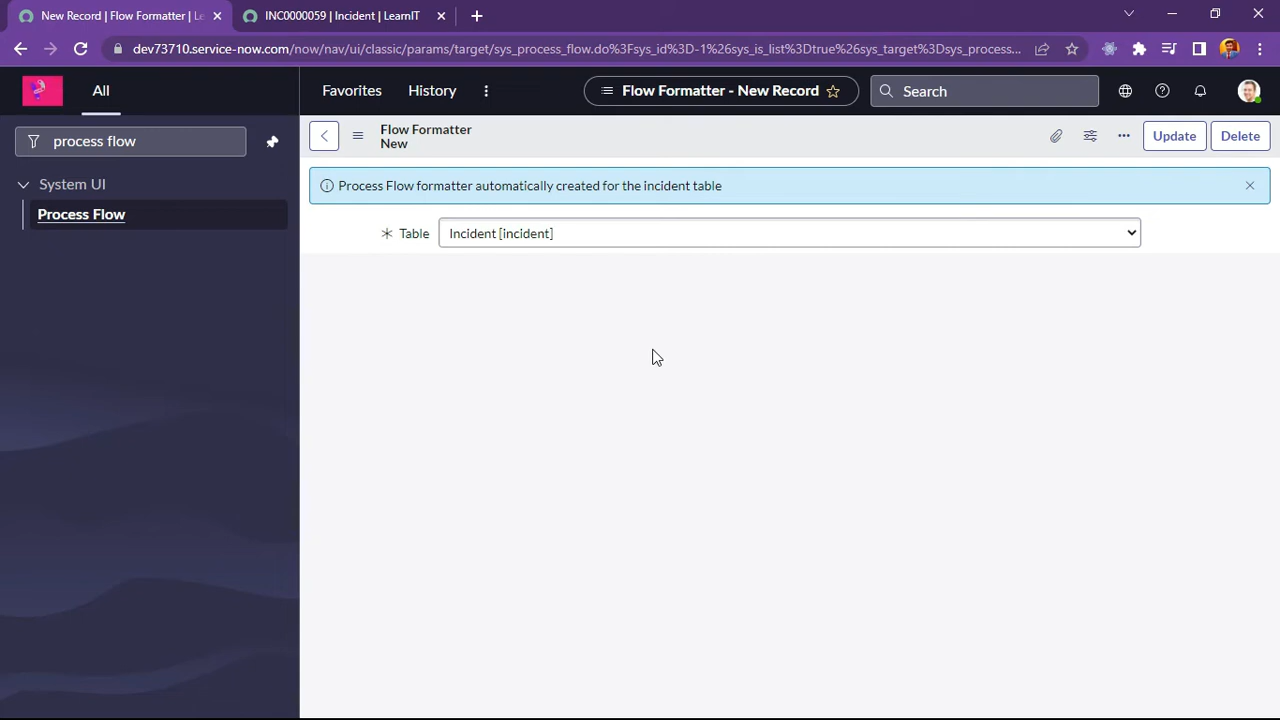 New Record | Flow Formatter | Le
INC0000059 | Incident | LearnIT
dev73710.service-now.com/now/nav/ui/classic/params/target/sys_process_flow.do%3Fsys_id%3D-1%26sys_is_list%3Dtrue%26sys_target%3Dsys_process...
All
Favorites
History
Flow Formatter - New Record
Search
process flow
Flow Formatter
New
Update
Delete
System UI
Process Flow
Process Flow formatter automatically created for the incident table
Table
Incident [incident]